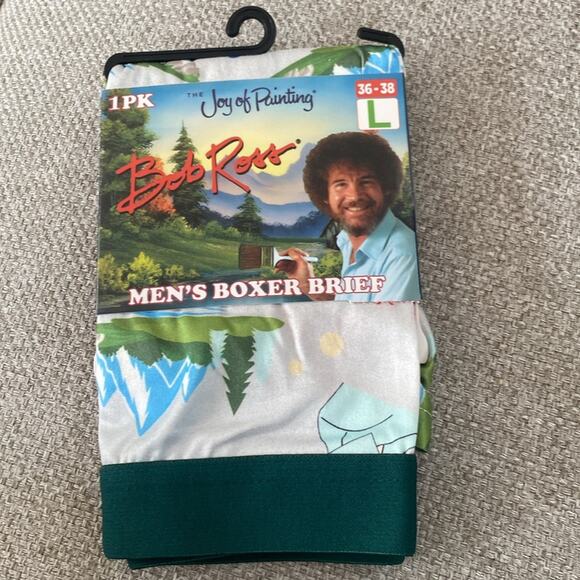 1PK
THE Joy of Painting®
36-38
L
Bob Ross®
MEN'S BOXER BRIEF